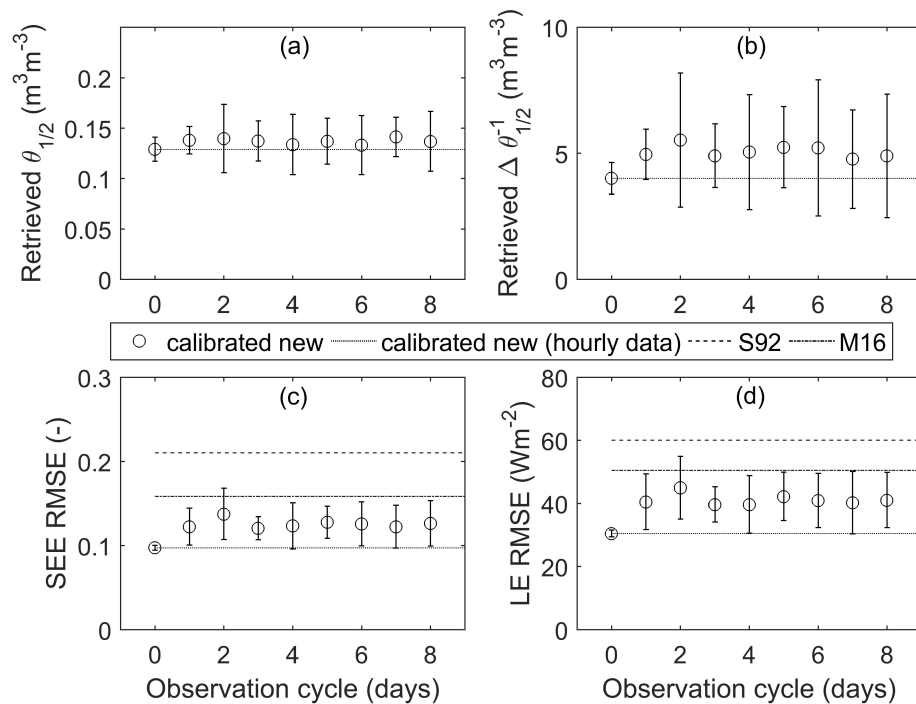 (a)
Retrieved θ1/2 (m3m-3)
0.2
0.15
0.1
0.05
0
0 2 4 6 8
(b)
Retrieved Δ θ-11/2 (m3m-3)
10
5
0
0 2 4 6 8
calibrated new calibrated new (hourly data) S92 M16
(c)
SEE RMSE (-)
0.3
0.2
0.1
0
0 2 4 6 8
Observation cycle (days)
(d)
LE RMSE (Wm-2)
80
60
40
20
0
0 2 4 6 8
Observation cycle (days)